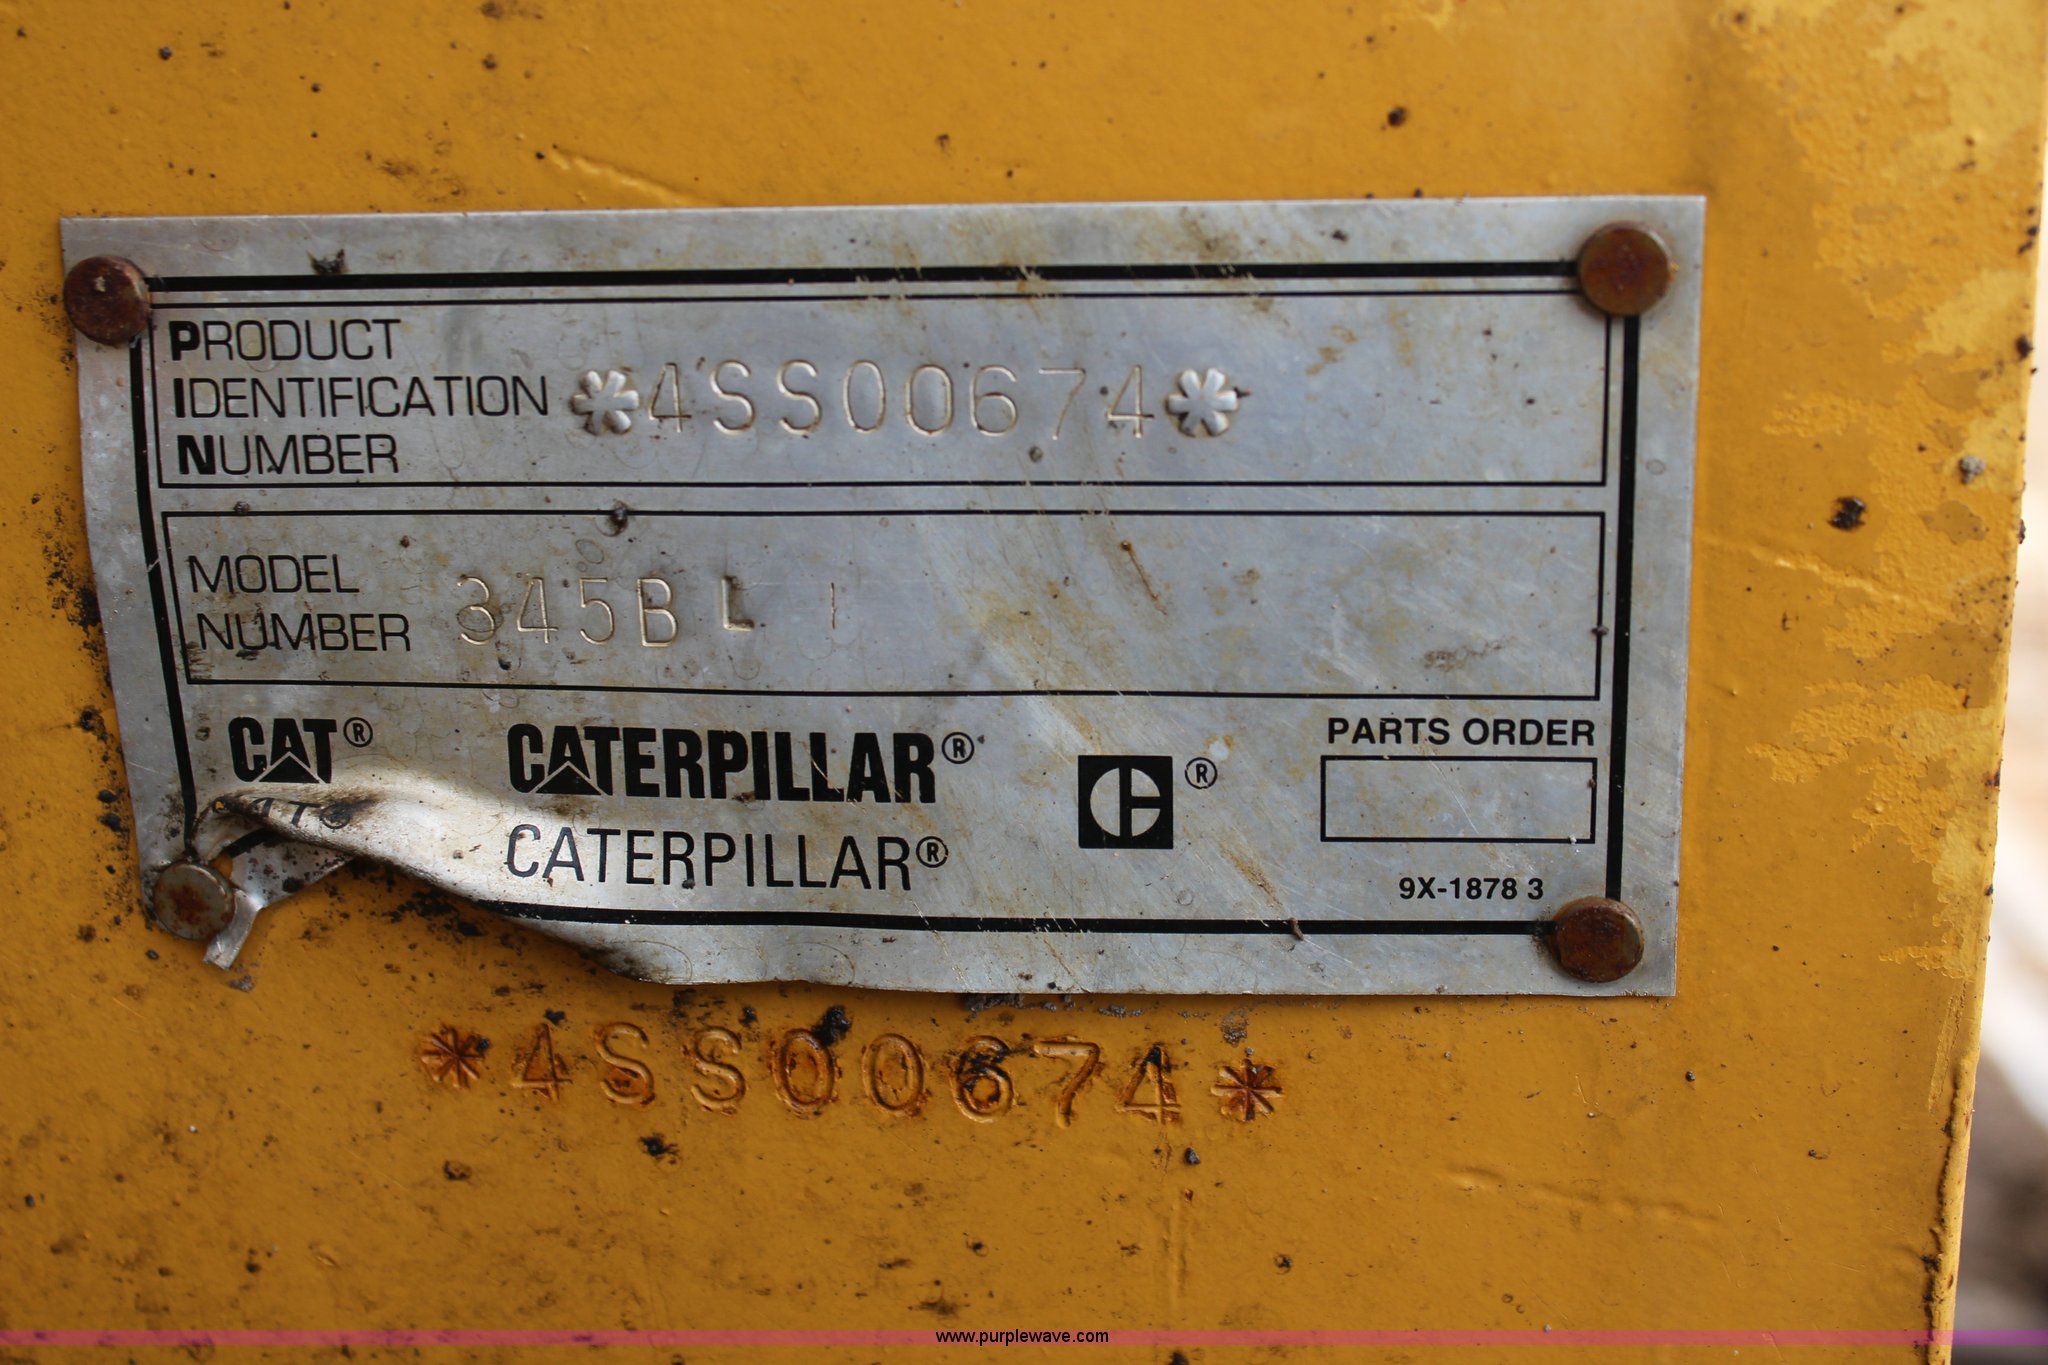 PRODUCT
IDENTIFICATION
NUMBER
*4SS00674*
MODEL
NUMBER
345B L I
CAT®
CATERPILLAR®
CATERPILLAR®
®
PARTS ORDER
9X-1878 3
*4SS00674*
www.purplewave.com